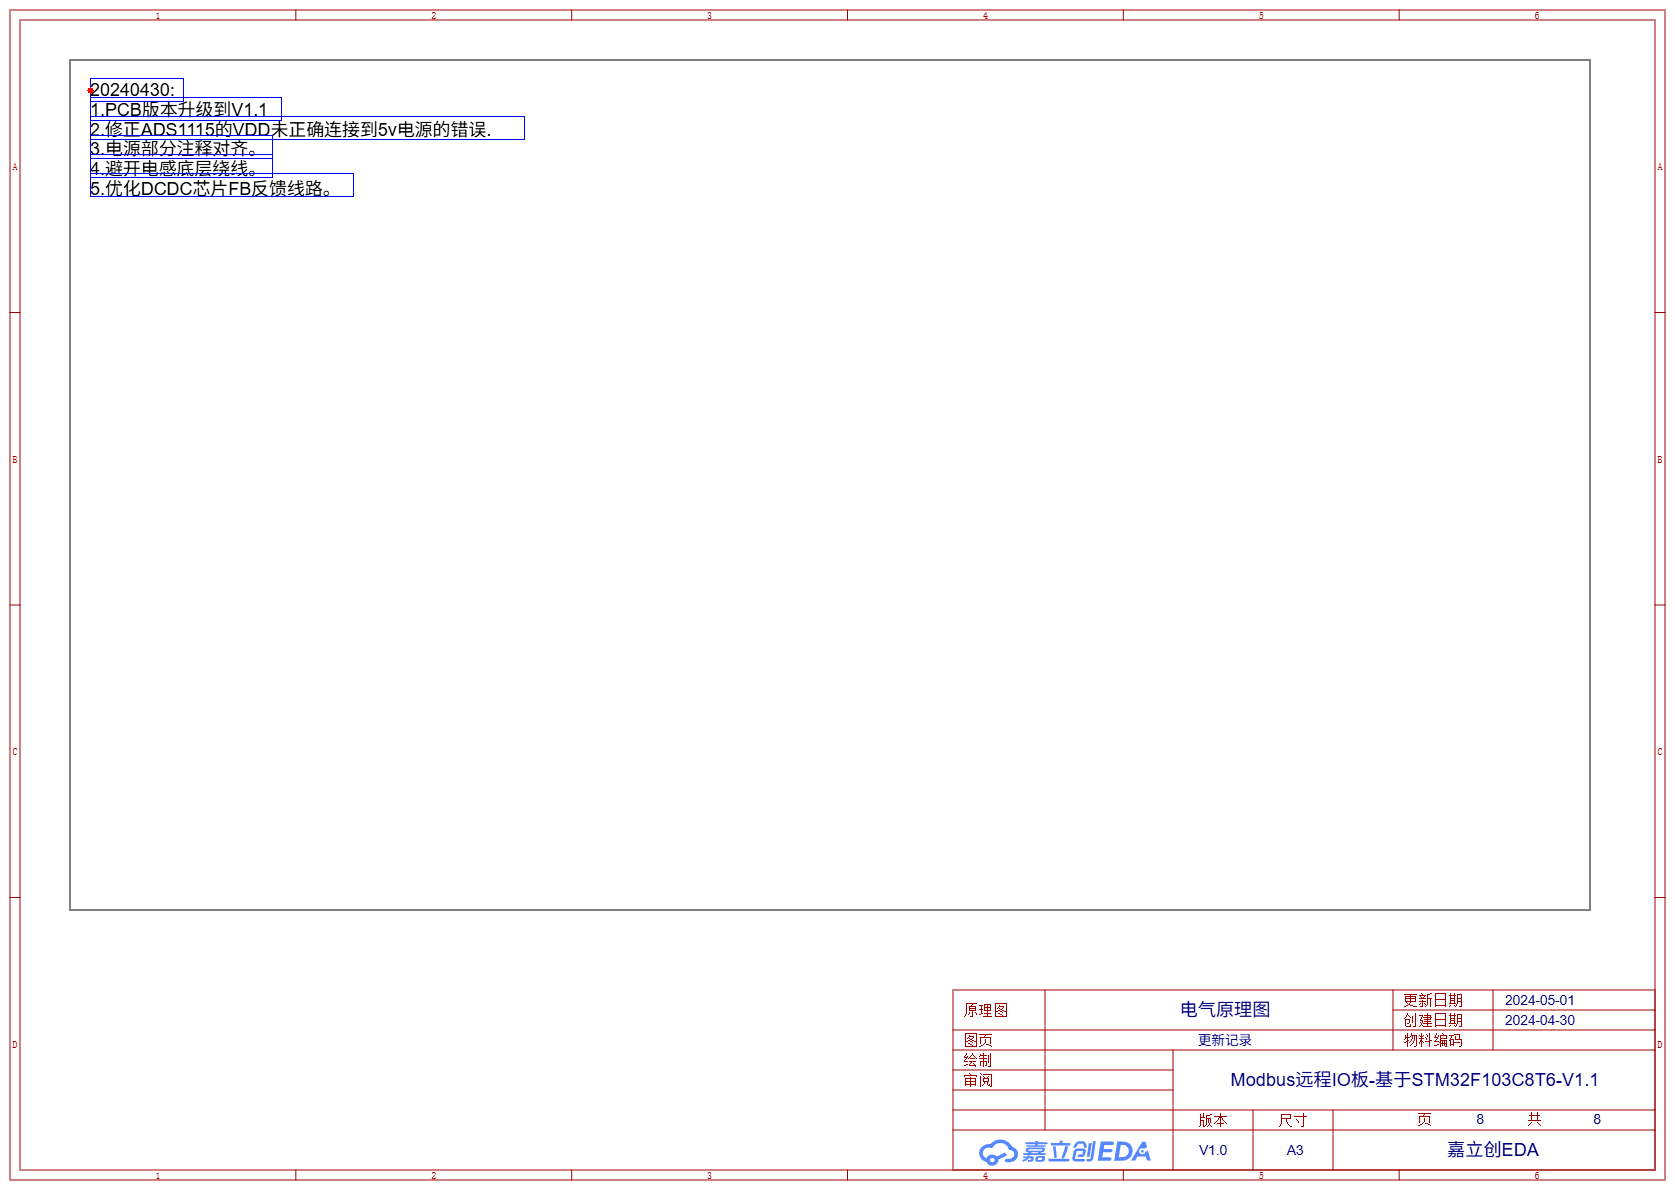 1 2 3 4 5 6
20240430:
1.PCB版本升级到V1.1
2.修正ADS1115的VDD未正确连接到5v电源的错误.
3.电源部分注释对齐。
4.避开电感底层绕线。
5.优化DCDC芯片FB反馈线路。
A A
B B
C C
D D
原理图 电气原理图 更新日期 2024-05-01
创建日期 2024-04-30
图页 更新记录 物料编码
绘制
审阅
Modbus远程IO板-基于STM32F103C8T6-V1.1
版本 尺寸 页 8 共 8
嘉立创EDA V1.0 A3 嘉立创EDA
1 2 3 4 5 6